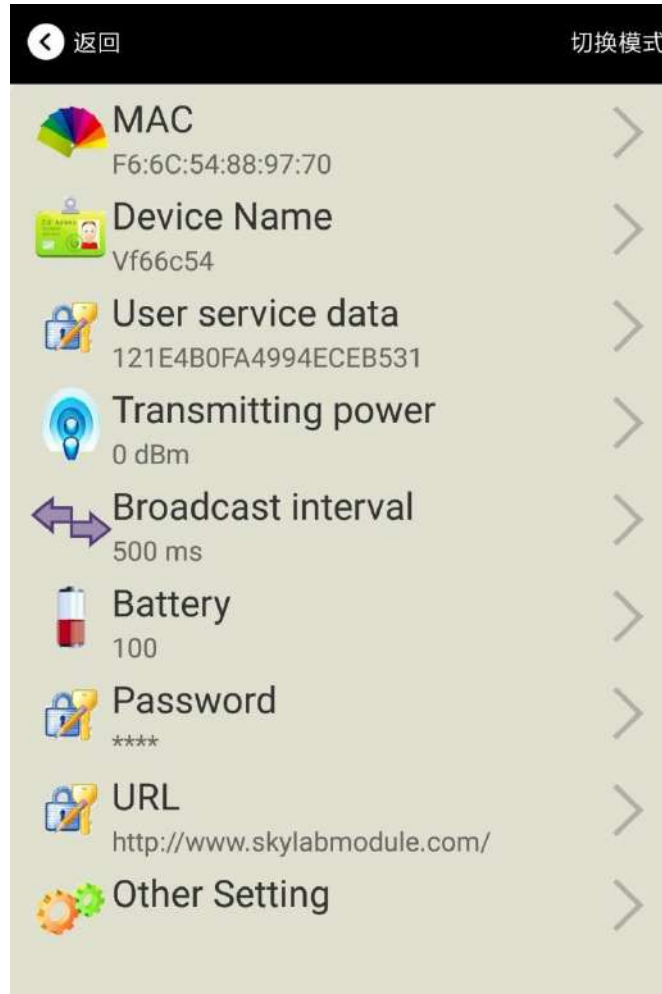 返回
切换模式
MAC
F6:6C:54:88:97:70
Device Name
Vf66c54
User service data
121E4B0FA4994ECEB531
Transmitting power
0 dBm
Broadcast interval
500 ms
Battery
100
Password
****
URL
http://www.skylabmodule.com/
Other Setting